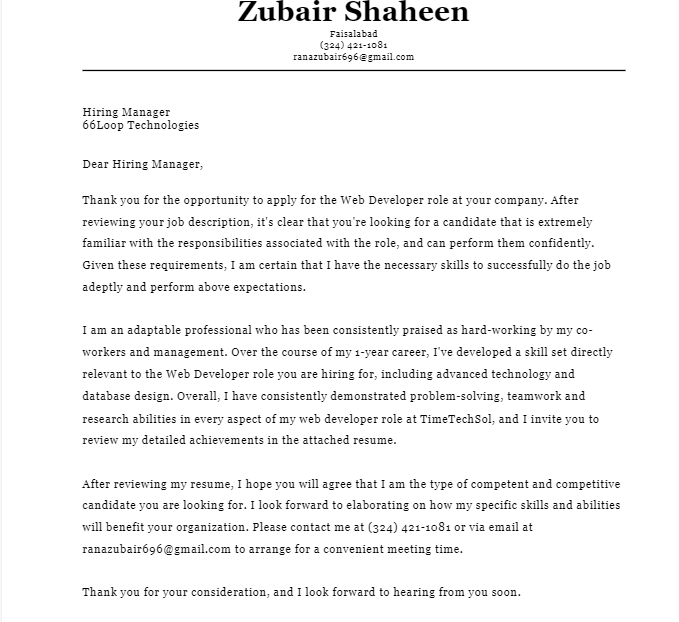 Zubair Shaheen
Faisalabad
(324) 421-1081
ranazubair696@gmail.com
Hiring Manager
66Loop Technologies
Dear Hiring Manager,
Thank you for the opportunity to apply for the Web Developer role at your company. After
reviewing your job description, it's clear that you're looking for a candidate that is extremely
familiar with the responsibilities associated with the role, and can perform them confidently.
Given these requirements, I am certain that I have the necessary skills to successfully do the job
adeptly and perform above expectations.
I am an adaptable professional who has been consistently praised as hard-working by my co-
workers and management. Over the course of my 1-year career, I've developed a skill set directly
relevant to the Web Developer role you are hiring for, including advanced technology and
database design. Overall, I have consistently demonstrated problem-solving, teamwork and
research abilities in every aspect of my web developer role at TimeTechSol, and I invite you to
review my detailed achievements in the attached resume.
After reviewing my resume, I hope you will agree that I am the type of competent and competitive
candidate you are looking for. I look forward to elaborating on how my specific skills and abilities
will benefit your organization. Please contact me at (324) 421-1081 or via email at
ranazubair696@gmail.com to arrange for a convenient meeting time.
Thank you for your consideration, and I look forward to hearing from you soon.